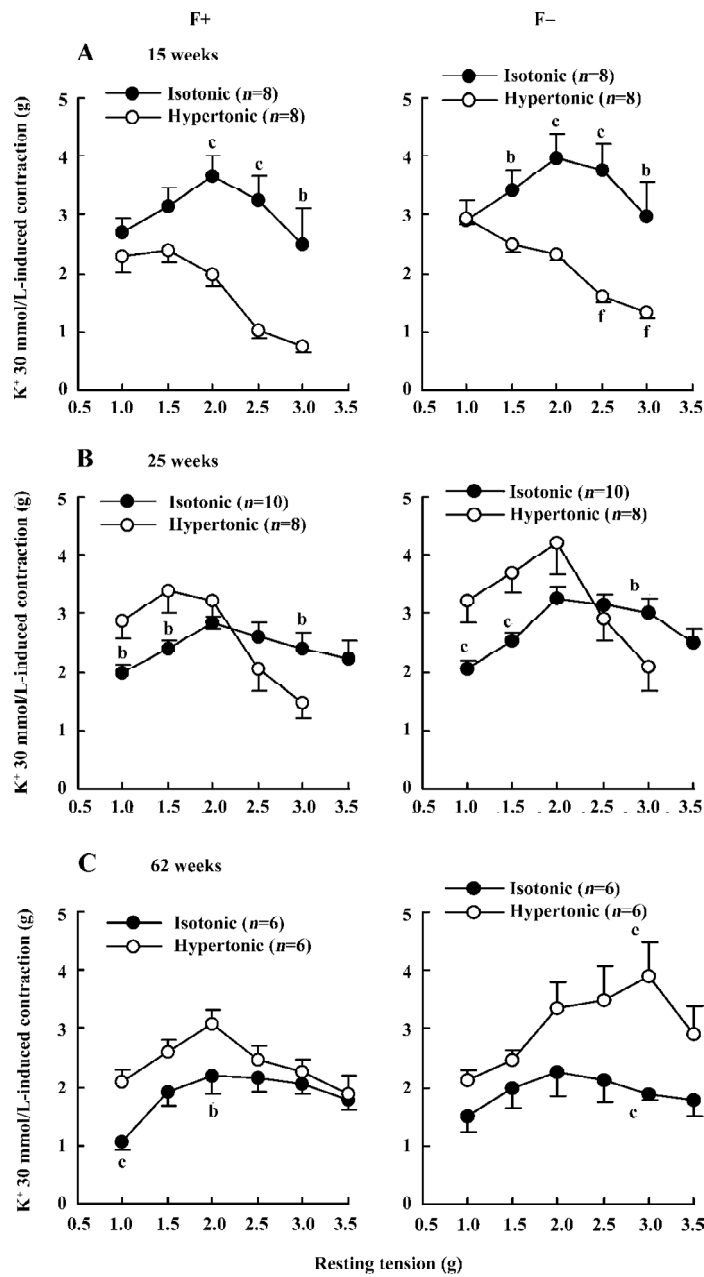 F+ F−
A 15 weeks
Isotonic (n=8)
Hypertonic (n=8)
Isotonic (n=8)
Hypertonic (n=8)
K⁺ 30 mmol/L-induced contraction (g)
5
4
3
2
1
0
c c b
b c c b
f f
0.5 1.0 1.5 2.0 2.5 3.0 3.5
0.5 1.0 1.5 2.0 2.5 3.0 3.5
B 25 weeks
Isotonic (n=10)
Hypertonic (n=8)
Isotonic (n=10)
Hypertonic (n=8)
K⁺ 30 mmol/L-induced contraction (g)
5
4
3
2
1
0
b b b
c c b
0.5 1.0 1.5 2.0 2.5 3.0 3.5
0.5 1.0 1.5 2.0 2.5 3.0 3.5
C 62 weeks
Isotonic (n=6)
Hypertonic (n=6)
Isotonic (n=6)
Hypertonic (n=6)
K⁺ 30 mmol/L-induced contraction (g)
5
4
3
2
1
0
c b
c
c
0.5 1.0 1.5 2.0 2.5 3.0 3.5
0.5 1.0 1.5 2.0 2.5 3.0 3.5
Resting tension (g)